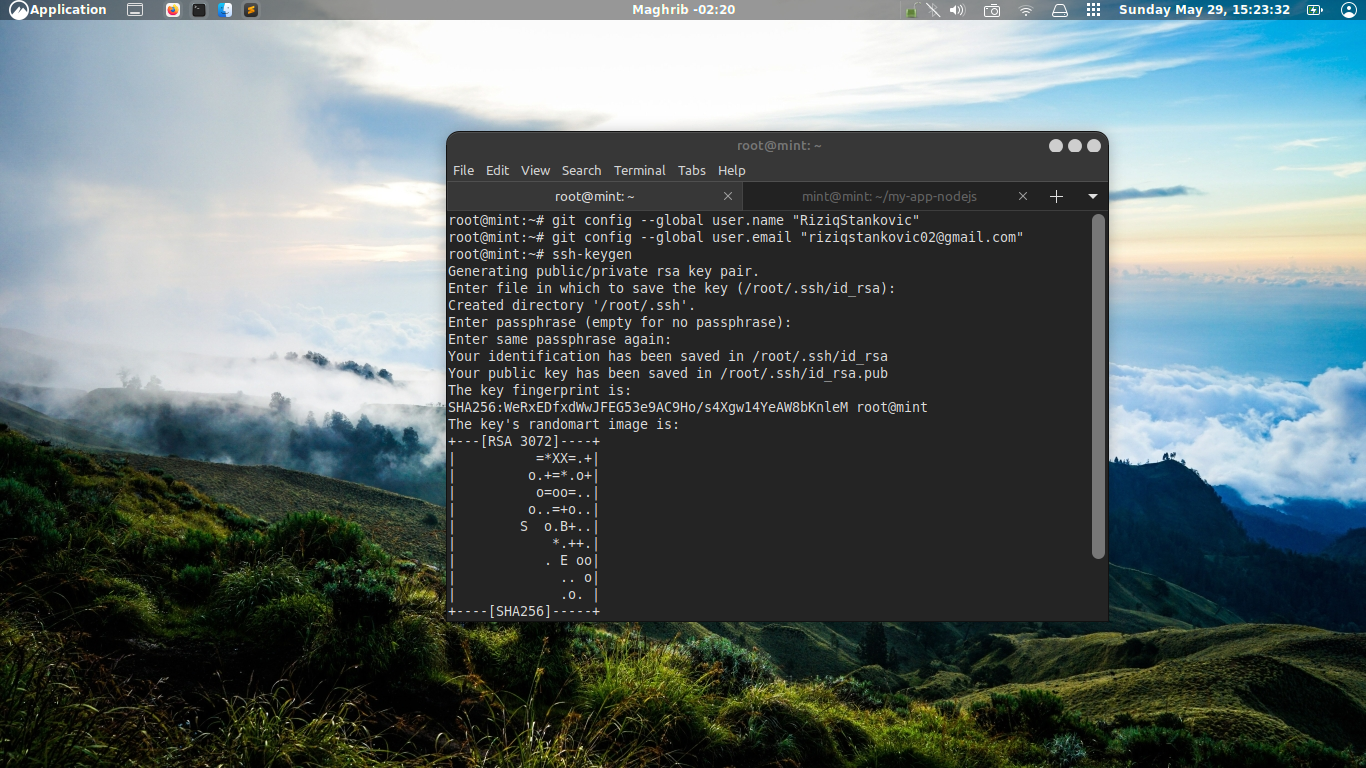 Application
Maghrib -02:20
Sunday May 29, 15:23:32
root@mint: ~
File Edit View Search Terminal Tabs Help
root@mint: ~
mint@mint: ~/my-app-nodejs
root@mint:~# git config --global user.name "RiziqStankovic"
root@mint:~# git config --global user.email "riziqstankovic02@gmail.com"
root@mint:~# ssh-keygen
Generating public/private rsa key pair.
Enter file in which to save the key (/root/.ssh/id_rsa):
Created directory '/root/.ssh'.
Enter passphrase (empty for no passphrase):
Enter same passphrase again:
Your identification has been saved in /root/.ssh/id_rsa
Your public key has been saved in /root/.ssh/id_rsa.pub
The key fingerprint is:
SHA256:WeRxEDfxdWwJFEG53e9AC9Ho/s4Xgw14YeAW8bKnleM root@mint
The key's randomart image is:
+---[RSA 3072]----+
|          =*XX=.+|
|         o.+=*.o+|
|          o=oo=..|
|         o..=+o..|
|        S  o.B+..|
|            *.++.|
|           . E oo|
|             .. o|
|             .o. |
+----[SHA256]-----+